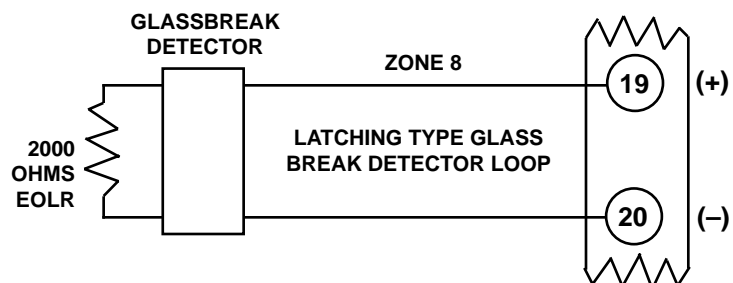 GLASSBREAK
DETECTOR
ZONE 8
19
(+)
2000
OHMS
EOLR
LATCHING TYPE GLASS
BREAK DETECTOR LOOP
20
(–)